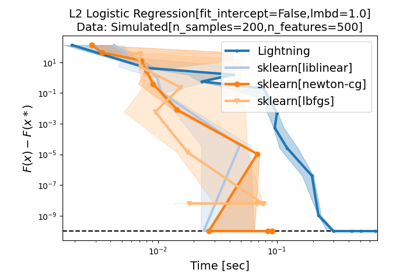 L2 Logistic Regression[fit_intercept=False,lmbd=1.0]
Data: Simulated[n_samples=200,n_features=500]
Lightning
sklearn[liblinear]
sklearn[newton-cg]
sklearn[lbfgs]
F(x) − F(x*)
10¹
10⁻¹
10⁻³
10⁻⁵
10⁻⁷
10⁻⁹
10⁻² 10⁻¹
Time [sec]